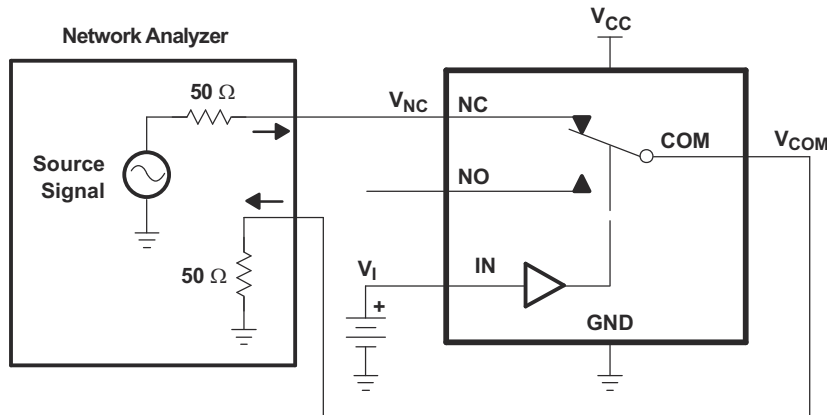 V_CC
Network Analyzer
50 Ω
V_NC
NC
COM
V_COM
Source
Signal
NO
50 Ω
V_I
IN
+
GND